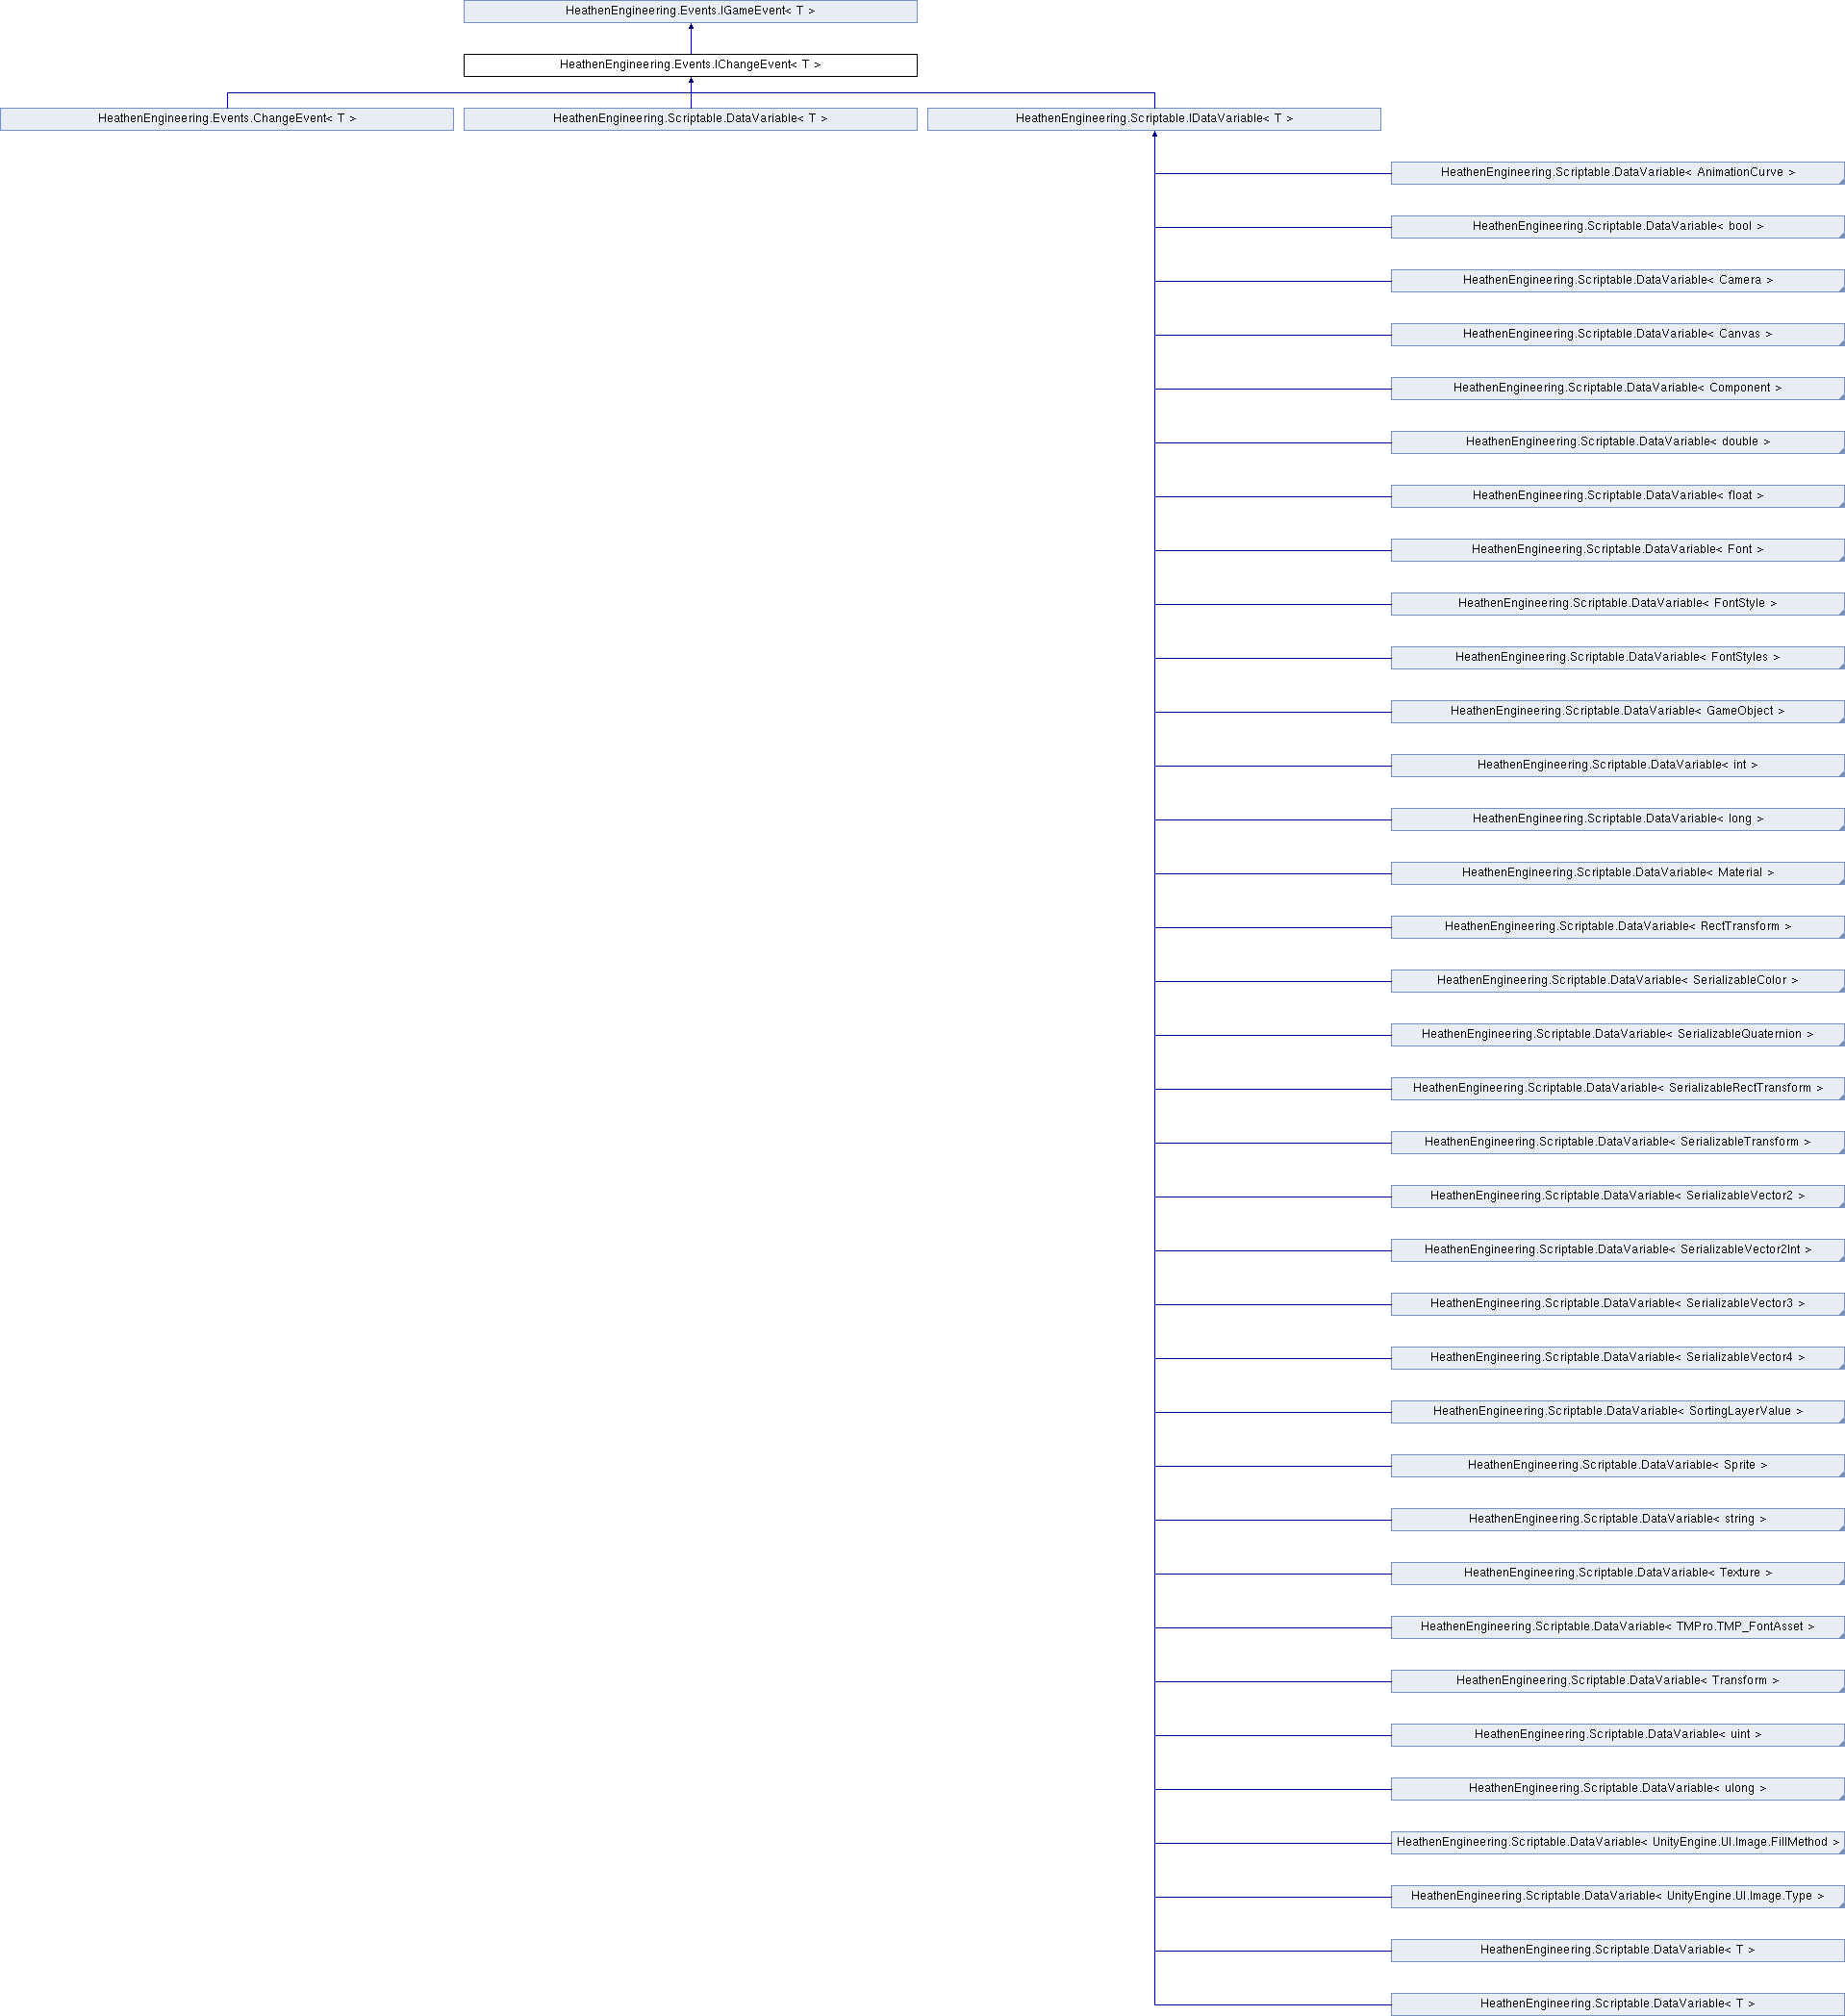 HeathenEngineering.Events.IGameEvent< T >
HeathenEngineering.Events.IChangeEvent< T >
HeathenEngineering.Events.ChangeEvent< T >
HeathenEngineering.Scriptable.DataVariable< T >
HeathenEngineering.Scriptable.IDataVariable< T >
HeathenEngineering.Scriptable.DataVariable< AnimationCurve >
HeathenEngineering.Scriptable.DataVariable< bool >
HeathenEngineering.Scriptable.DataVariable< Camera >
HeathenEngineering.Scriptable.DataVariable< Canvas >
HeathenEngineering.Scriptable.DataVariable< Component >
HeathenEngineering.Scriptable.DataVariable< double >
HeathenEngineering.Scriptable.DataVariable< float >
HeathenEngineering.Scriptable.DataVariable< Font >
HeathenEngineering.Scriptable.DataVariable< FontStyle >
HeathenEngineering.Scriptable.DataVariable< FontStyles >
HeathenEngineering.Scriptable.DataVariable< GameObject >
HeathenEngineering.Scriptable.DataVariable< int >
HeathenEngineering.Scriptable.DataVariable< long >
HeathenEngineering.Scriptable.DataVariable< Material >
HeathenEngineering.Scriptable.DataVariable< RectTransform >
HeathenEngineering.Scriptable.DataVariable< SerializableColor >
HeathenEngineering.Scriptable.DataVariable< SerializableQuaternion >
HeathenEngineering.Scriptable.DataVariable< SerializableRectTransform >
HeathenEngineering.Scriptable.DataVariable< SerializableTransform >
HeathenEngineering.Scriptable.DataVariable< SerializableVector2 >
HeathenEngineering.Scriptable.DataVariable< SerializableVector2Int >
HeathenEngineering.Scriptable.DataVariable< SerializableVector3 >
HeathenEngineering.Scriptable.DataVariable< SerializableVector4 >
HeathenEngineering.Scriptable.DataVariable< SortingLayerValue >
HeathenEngineering.Scriptable.DataVariable< Sprite >
HeathenEngineering.Scriptable.DataVariable< string >
HeathenEngineering.Scriptable.DataVariable< Texture >
HeathenEngineering.Scriptable.DataVariable< TMPro.TMP_FontAsset >
HeathenEngineering.Scriptable.DataVariable< Transform >
HeathenEngineering.Scriptable.DataVariable< uint >
HeathenEngineering.Scriptable.DataVariable< ulong >
HeathenEngineering.Scriptable.DataVariable< UnityEngine.UI.Image.FillMethod >
HeathenEngineering.Scriptable.DataVariable< UnityEngine.UI.Image.Type >
HeathenEngineering.Scriptable.DataVariable< T >
HeathenEngineering.Scriptable.DataVariable< T >